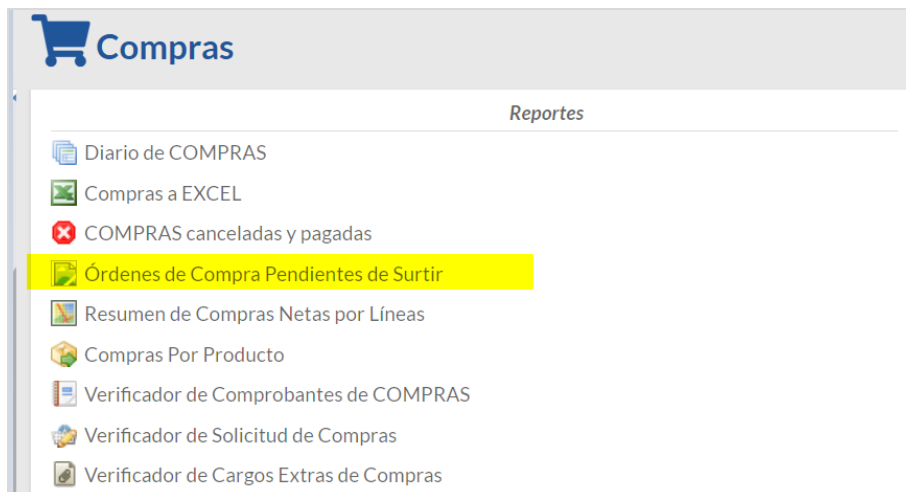 Compras
Reportes
Diario de COMPRAS
Compras a EXCEL
COMPRAS canceladas y pagadas
Órdenes de Compra Pendientes de Surtir
Resumen de Compras Netas por Líneas
Compras Por Producto
Verificador de Comprobantes de COMPRAS
Verificador de Solicitud de Compras
Verificador de Cargos Extras de Compras